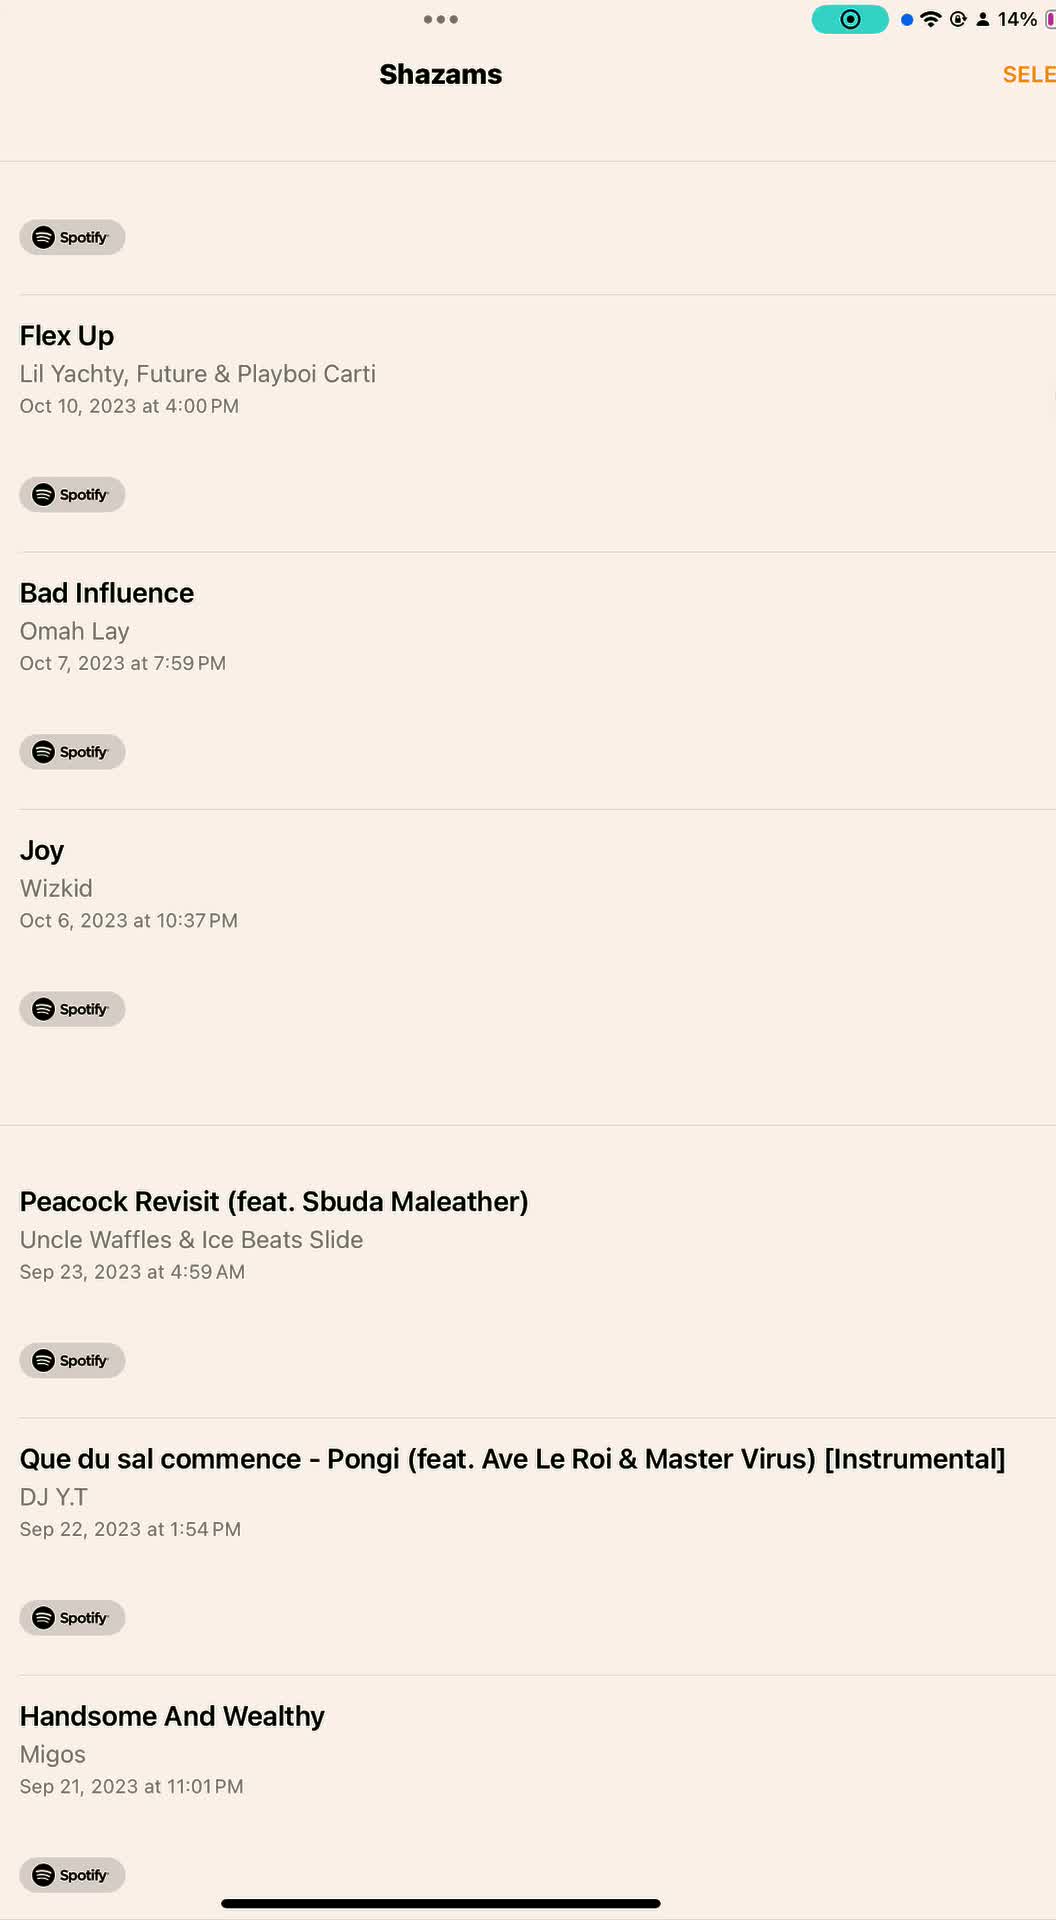 14%
Shazams
SELE
Spotify
Flex Up
Lil Yachty, Future & Playboi Carti
Oct 10, 2023 at 4:00 PM
Spotify
Bad Influence
Omah Lay
Oct 7, 2023 at 7:59 PM
Spotify
Joy
Wizkid
Oct 6, 2023 at 10:37 PM
Spotify
Peacock Revisit (feat. Sbuda Maleather)
Uncle Waffles & Ice Beats Slide
Sep 23, 2023 at 4:59 AM
Spotify
Que du sal commence - Pongi (feat. Ave Le Roi & Master Virus) [Instrumental]
DJ Y.T
Sep 22, 2023 at 1:54 PM
Spotify
Handsome And Wealthy
Migos
Sep 21, 2023 at 11:01 PM
Spotify